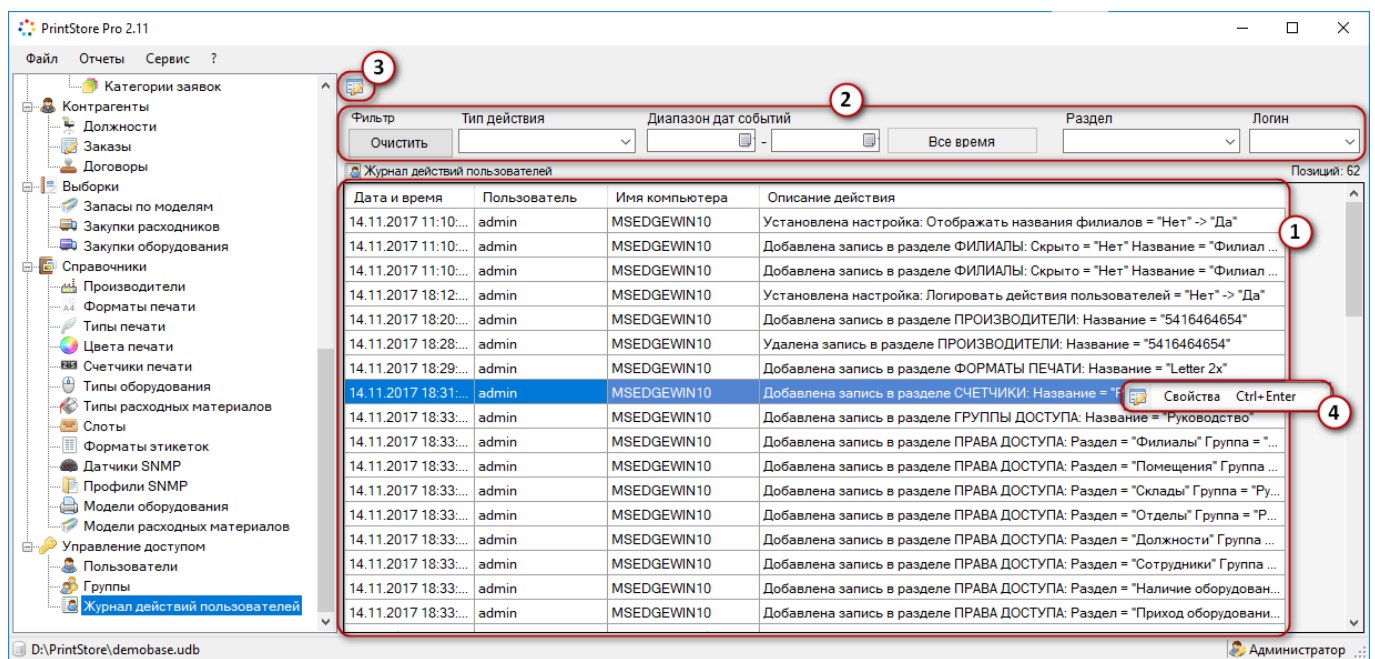 PrintStore Pro 2.11
Файл Отчеты Сервис ?
Категории заявок
Контрагенты
Должности
Заказы
Договоры
Выборки
Запасы по моделям
Закупки расходников
Закупки оборудования
Справочники
Производители
Форматы печати
Типы печати
Цвета печати
Счетчики печати
Типы оборудования
Типы расходных материалов
Слоты
Форматы этикеток
Датчики SNMP
Профили SNMP
Модели оборудования
Модели расходных материалов
Управление доступом
Пользователи
Группы
Журнал действий пользователей
3
2
Фильтр Тип действия Диапазон дат событий Раздел Логин
Очистить - Все время
Журнал действий пользователей Позиций: 62
Дата и время Пользователь Имя компьютера Описание действия
1
14.11.2017 11:10:... admin MSEDGEWIN10 Установлена настройка: Отображать названия филиалов = "Нет" -> "Да"
14.11.2017 11:10:... admin MSEDGEWIN10 Добавлена запись в разделе ФИЛИАЛЫ: Скрыто = "Нет" Название = "Филиал ...
14.11.2017 11:10:... admin MSEDGEWIN10 Добавлена запись в разделе ФИЛИАЛЫ: Скрыто = "Нет" Название = "Филиал ...
14.11.2017 18:12:... admin MSEDGEWIN10 Установлена настройка: Логировать действия пользователей = "Нет" -> "Да"
14.11.2017 18:20:... admin MSEDGEWIN10 Добавлена запись в разделе ПРОИЗВОДИТЕЛИ: Название = "5416464654"
14.11.2017 18:28:... admin MSEDGEWIN10 Удалена запись в разделе ПРОИЗВОДИТЕЛИ: Название = "5416464654"
14.11.2017 18:29:... admin MSEDGEWIN10 Добавлена запись в разделе ФОРМАТЫ ПЕЧАТИ: Название = "Letter 2x"
14.11.2017 18:31:... admin MSEDGEWIN10 Добавлена запись в разделе СЧЕТЧИКИ: Название = "
Свойства Ctrl+Enter
4
14.11.2017 18:33:... admin MSEDGEWIN10 Добавлена запись в разделе ГРУППЫ ДОСТУПА: Название = "Руководство"
14.11.2017 18:33:... admin MSEDGEWIN10 Добавлена запись в разделе ПРАВА ДОСТУПА: Раздел = "Филиалы" Группа = "...
14.11.2017 18:33:... admin MSEDGEWIN10 Добавлена запись в разделе ПРАВА ДОСТУПА: Раздел = "Помещения" Группа ...
14.11.2017 18:33:... admin MSEDGEWIN10 Добавлена запись в разделе ПРАВА ДОСТУПА: Раздел = "Склады" Группа = "Ру...
14.11.2017 18:33:... admin MSEDGEWIN10 Добавлена запись в разделе ПРАВА ДОСТУПА: Раздел = "Отделы" Группа = "Р...
14.11.2017 18:33:... admin MSEDGEWIN10 Добавлена запись в разделе ПРАВА ДОСТУПА: Раздел = "Должности" Группа ...
14.11.2017 18:33:... admin MSEDGEWIN10 Добавлена запись в разделе ПРАВА ДОСТУПА: Раздел = "Сотрудники" Группа ...
14.11.2017 18:33:... admin MSEDGEWIN10 Добавлена запись в разделе ПРАВА ДОСТУПА: Раздел = "Наличие оборудован...
14.11.2017 18:33:... admin MSEDGEWIN10 Добавлена запись в разделе ПРАВА ДОСТУПА: Раздел = "Приход оборудовани...
D:\PrintStore\demobase.udb Администратор